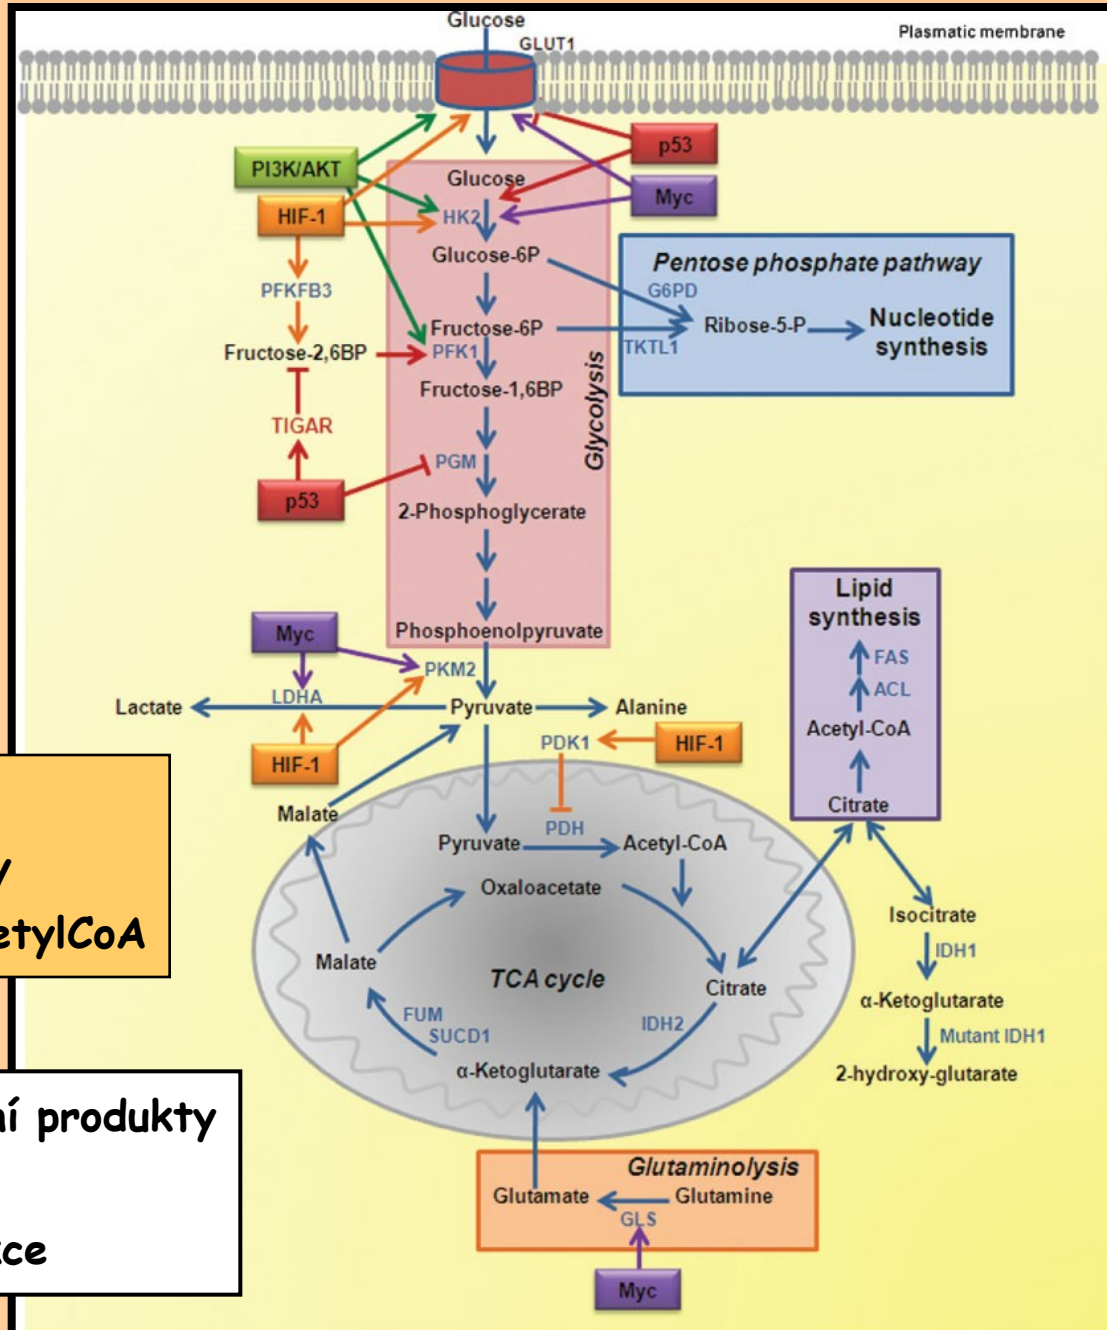 Glucose
GLUT1
Plasmatic membrane
p53
PI3K/AKT
Glucose
Myc
HIF-1
HK2
Glucose-6P
Pentose phosphate pathway
G6PD
PFKFB3
Ribose-5-P
Nucleotide
synthesis
Fructose-6P
TKTL1
Fructose-2,6BP
PFK1
Fructose-1,6BP
Glycolysis
TIGAR
PGM
p53
2-Phosphoglycerate
Lipid
synthesis
Phosphoenolpyruvate
Myc
FAS
PKM2
ACL
LDHA
Lactate
Pyruvate
Alanine
Acetyl-CoA
PDK1
HIF-1
HIF-1
Malate
Citrate
PDH
Pyruvate
Acetyl-CoA
y
etylCoA
Oxaloacetate
Isocitrate
IDH1
Malate
TCA cycle
Citrate
α-Ketoglutarate
FUM
SUCD1
IDH2
Mutant IDH1
α-Ketoglutarate
2-hydroxy-glutarate
ní produkty
Glutaminolysis
Glutamate
Glutamine
GLS
ce
Myc